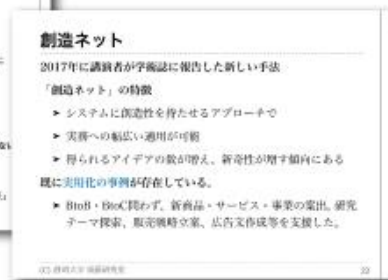 創造ネット
2017年に講演者が学術誌に報告した新しい手法
「創造ネット」の特徴
➤ システムに創造性を持たせるアプローチで
➤ 実務への幅広い適用が可能
➤ 得られるアイデアの数が増え、新奇性が増す傾向にある
既に実用化の事例が存在している。
➤ BtoB・BtoC問わず、新商品・サービス・事業の案出、研究
テーマ探索、販売戦略立案、広告文作成等を支援した。
22